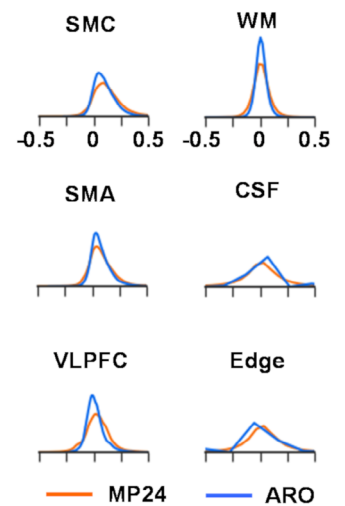 SMC WM
-0.5 0 0.5 -0.5 0 0.5
SMA CSF
VLPFC Edge
MP24 ARO